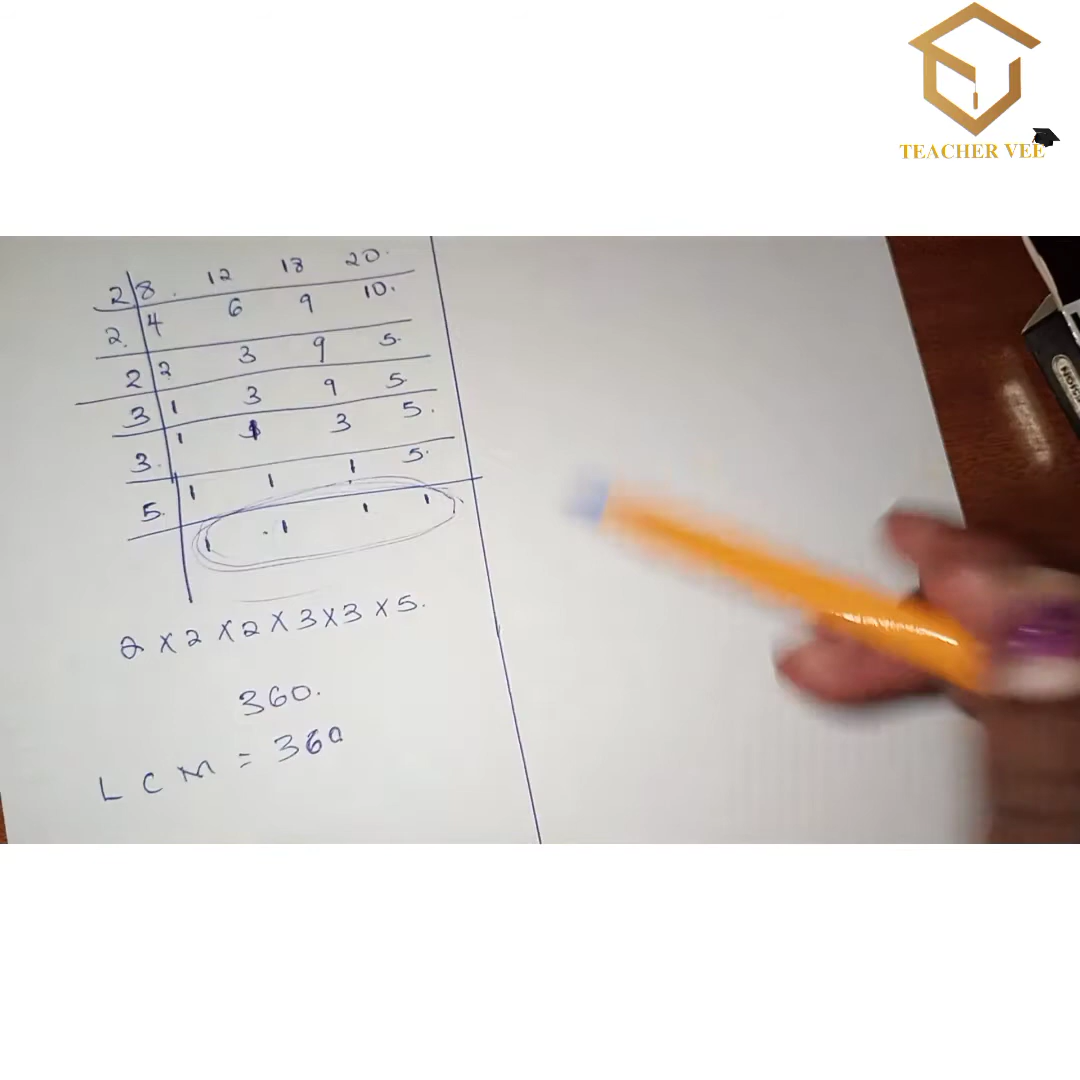 TEACHER VEE
2 8. 12 18 20.
2. 4 6 9 10.
2 2 3 9 5.
3 1 3 9 5.
3. 1 1 3 5.
5. 1 1 1 5.
1 1 1 1
2 X 2 X 2 X 3 X 3 X 5.
360.
L C M = 360